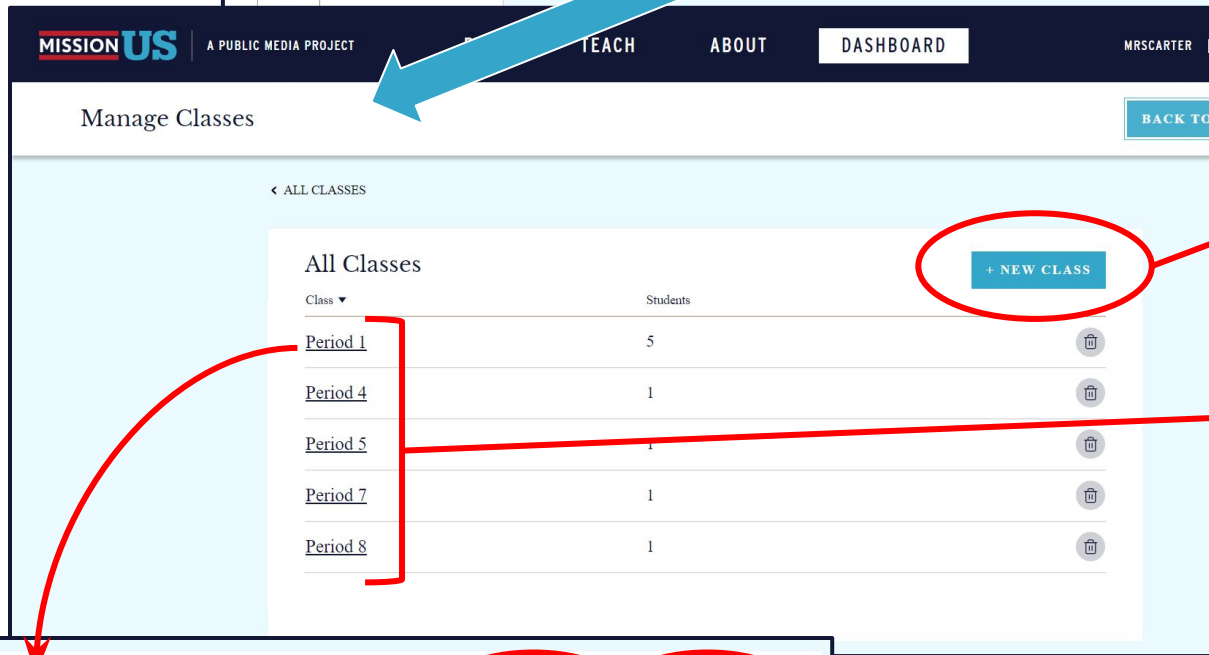 MISSION US A PUBLIC MEDIA PROJECT TEACH ABOUT DASHBOARD MRSCARTER
Manage Classes BACK TO
‹ ALL CLASSES
All Classes + NEW CLASS
Class ▼ Students
Period 1 5
Period 4 1
Period 5 1
Period 7 1
Period 8 1